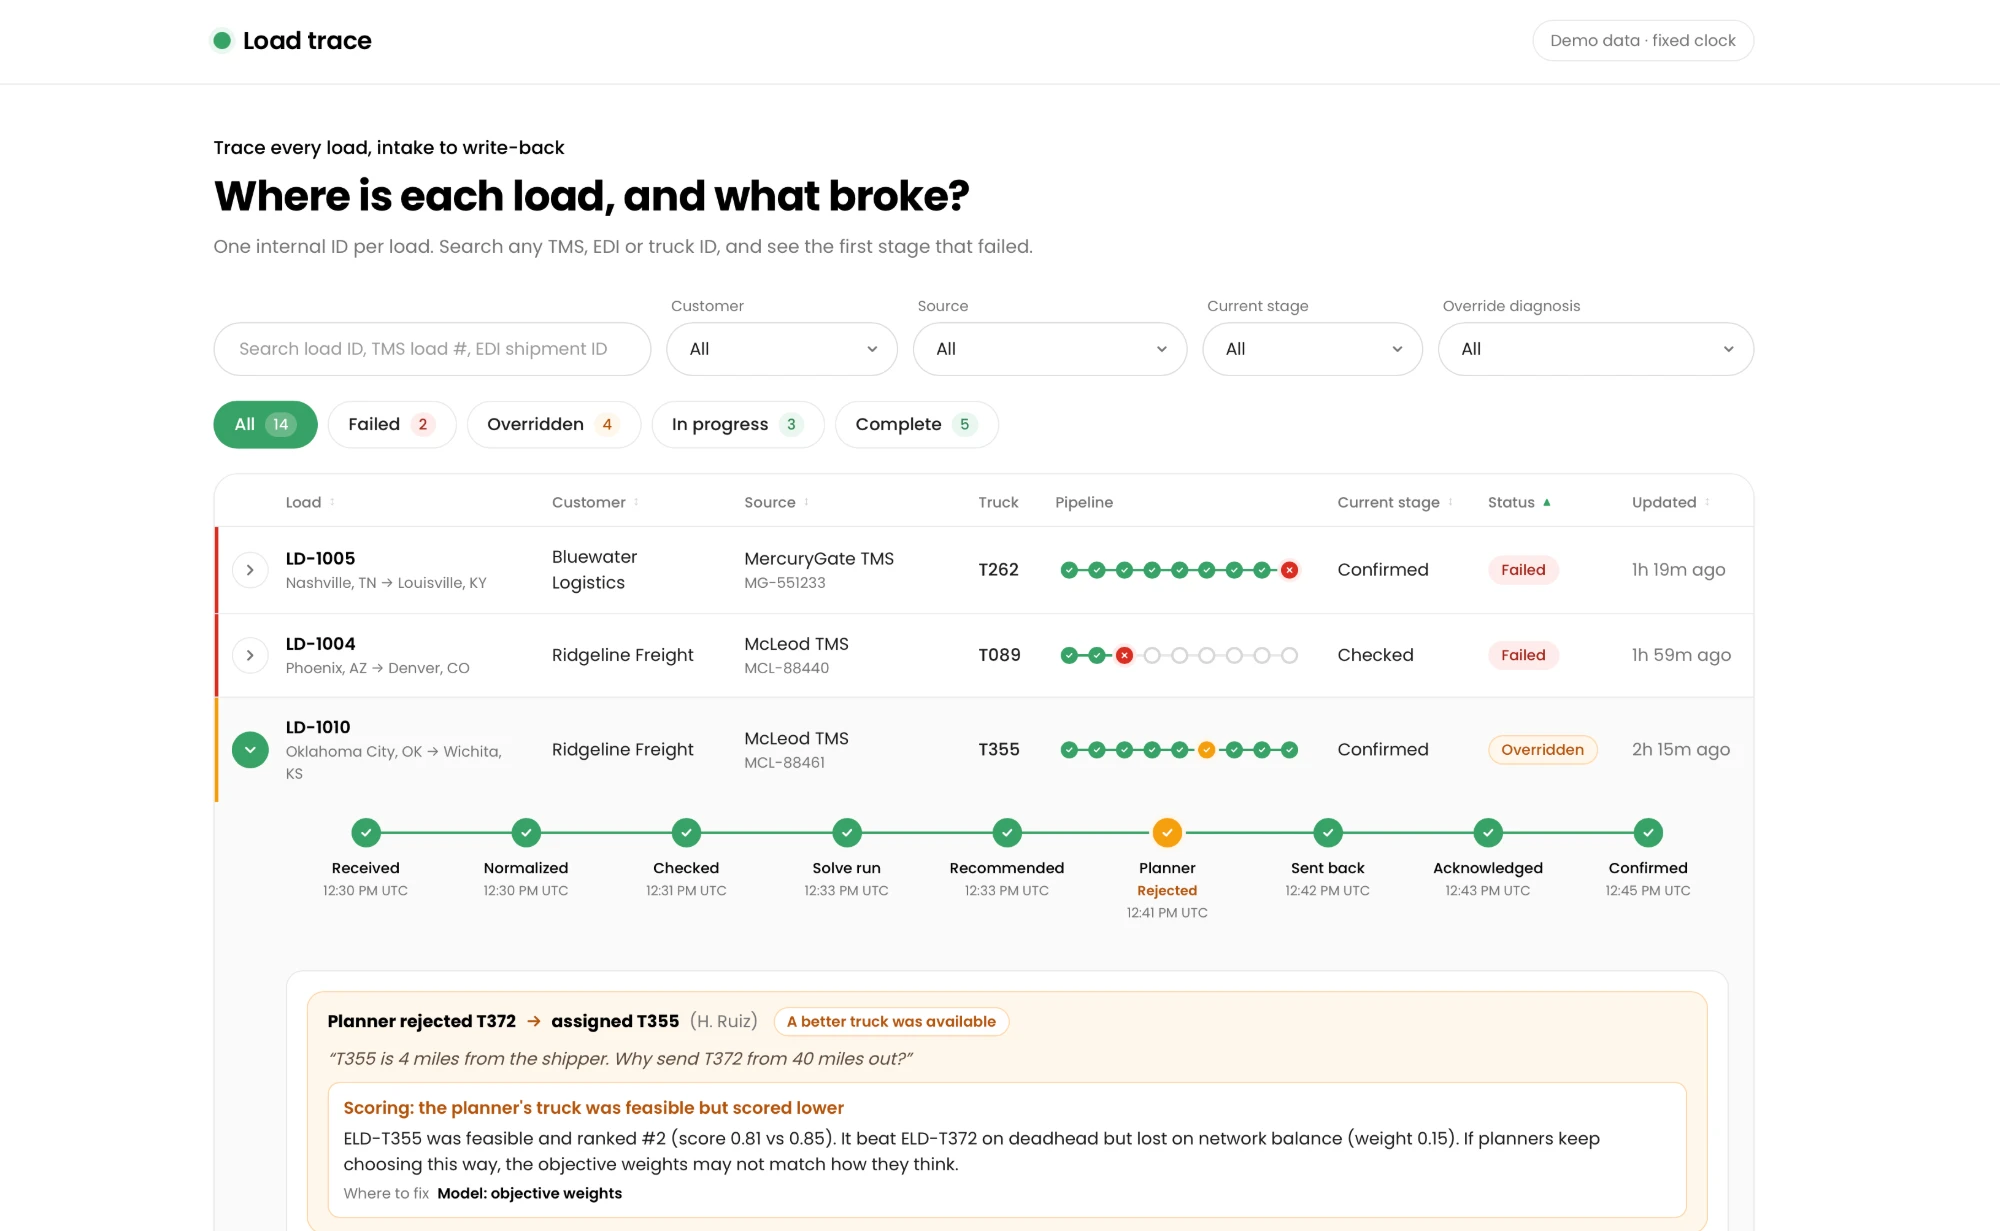 Load trace
Demo data · fixed clock
Trace every load, intake to write-back
Where is each load, and what broke?
One internal ID per load. Search any TMS, EDI or truck ID, and see the first stage that failed.
Customer Source Current stage Override diagnosis
Search load ID, TMS load #, EDI shipment ID All All All All
All 14 Failed 2 Overridden 4 In progress 3 Complete 5
Load Customer Source Truck Pipeline Current stage Status Updated
LD-1005
Nashville, TN → Louisville, KY
Bluewater
Logistics
MercuryGate TMS
MG-551233
T262
Confirmed
Failed
1h 19m ago
LD-1004
Phoenix, AZ → Denver, CO
Ridgeline Freight
McLeod TMS
MCL-88440
T089
Checked
Failed
1h 59m ago
LD-1010
Oklahoma City, OK → Wichita,
KS
Ridgeline Freight
McLeod TMS
MCL-88461
T355
Confirmed
Overridden
2h 15m ago
Received Normalized Checked Solve run Recommended Planner Sent back Acknowledged Confirmed
12:30 PM UTC 12:30 PM UTC 12:31 PM UTC 12:33 PM UTC 12:33 PM UTC Rejected 12:42 PM UTC 12:43 PM UTC 12:45 PM UTC
12:41 PM UTC
Planner rejected T372 → assigned T355 (H. Ruiz) A better truck was available
“T355 is 4 miles from the shipper. Why send T372 from 40 miles out?”
Scoring: the planner's truck was feasible but scored lower
ELD-T355 was feasible and ranked #2 (score 0.81 vs 0.85). It beat ELD-T372 on deadhead but lost on network balance (weight 0.15). If planners keep
choosing this way, the objective weights may not match how they think.
Where to fix Model: objective weights